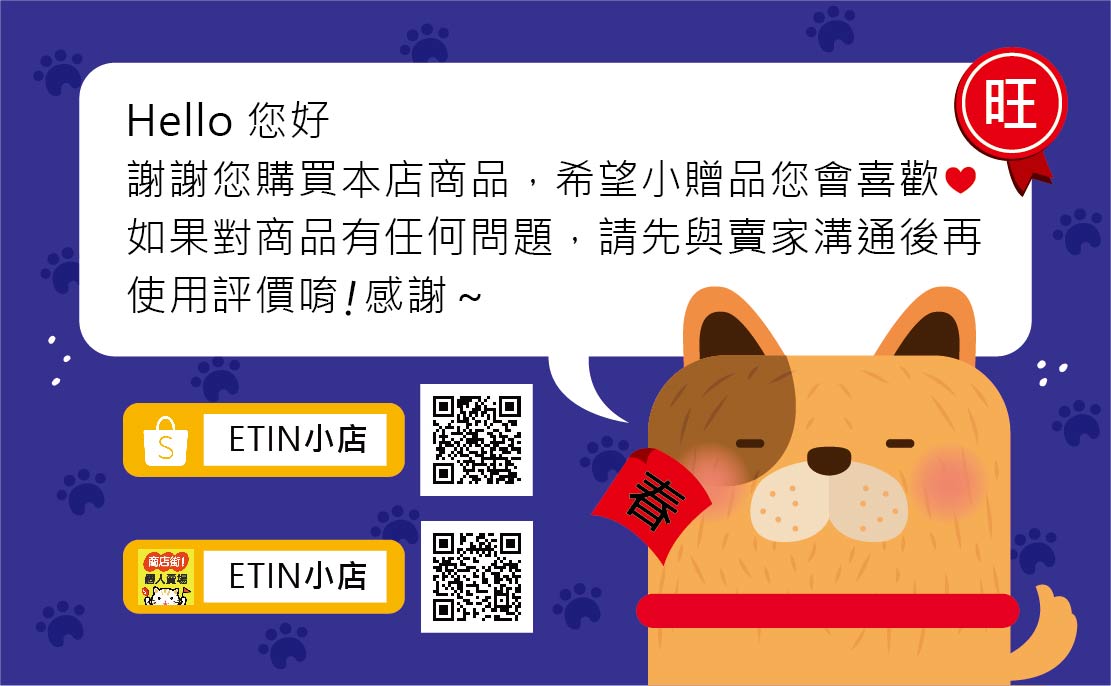 Hello 您好
旺
謝謝您購買本店商品，希望小贈品您會喜歡❤
如果對商品有任何問題，請先與賣家溝通後再
使用評價唷!感謝~
S
ETIN小店
春
商店街!
個人賣場
ETIN小店